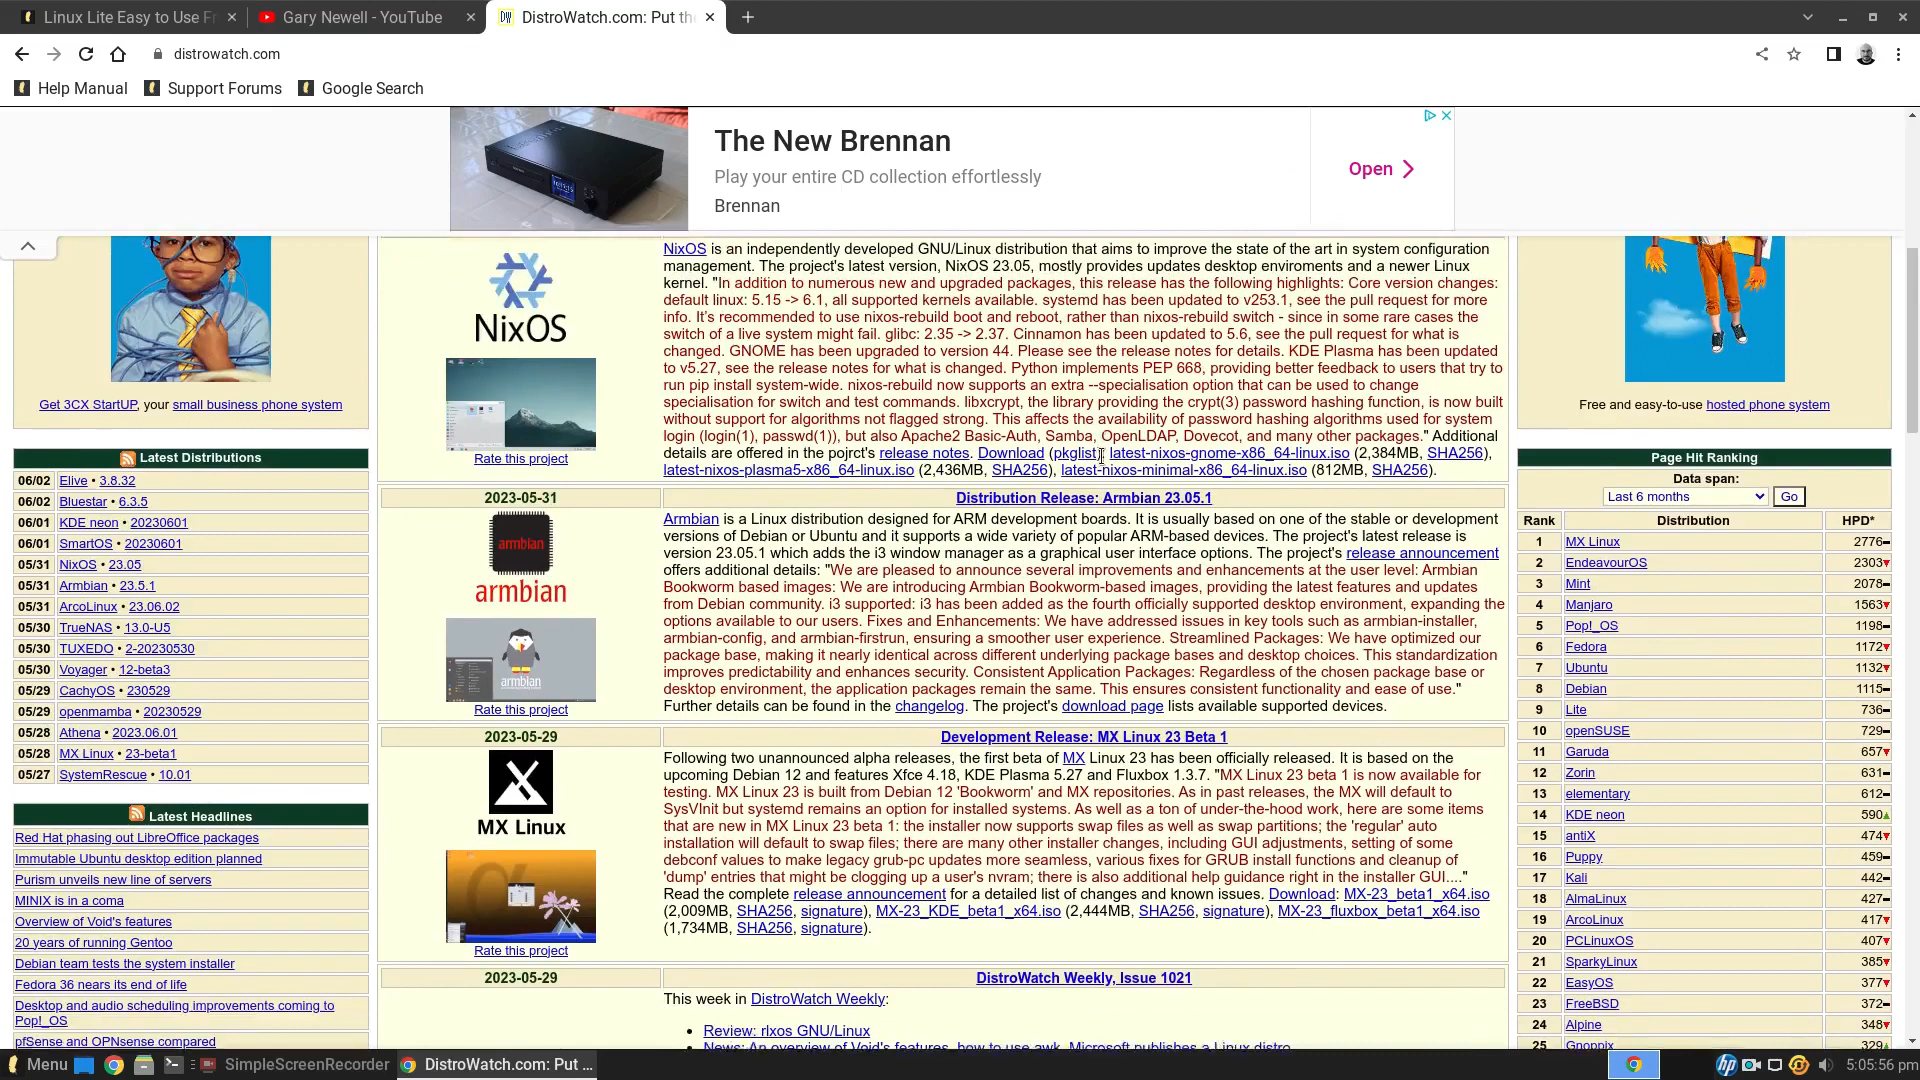 Linux Lite Easy to Use Fr
Gary Newell - YouTube
DistroWatch.com: Put the
distrowatch.com
Help Manual
Support Forums
Google Search
The New Brennan
Play your entire CD collection effortlessly
Brennan
Open
Get 3CX StartUP, your small business phone system
Latest Distributions
06/02 Elive • 3.8.32
06/02 Bluestar • 6.3.5
06/01 KDE neon • 20230601
06/01 SmartOS • 20230601
05/31 NixOS • 23.05
05/31 Armbian • 23.5.1
05/31 ArcoLinux • 23.06.02
05/30 TrueNAS • 13.0-U5
05/30 TUXEDO • 2-20230530
05/30 Voyager • 12-beta3
05/29 CachyOS • 230529
05/29 openmamba • 20230529
05/28 Athena • 2023.06.01
05/28 MX Linux • 23-beta1
05/27 SystemRescue • 10.01
Latest Headlines
Red Hat phasing out LibreOffice packages
Immutable Ubuntu desktop edition planned
Purism unveils new line of servers
MINIX is in a coma
Overview of Void's features
20 years of running Gentoo
Debian team tests the system installer
Fedora 36 nears its end of life
Desktop and audio scheduling improvements coming to
Pop!_OS
pfSense and OPNsense compared
NixOS
Rate this project
NixOS is an independently developed GNU/Linux distribution that aims to improve the state of the art in system configuration
management. The project's latest version, NixOS 23.05, mostly provides updates desktop enviroments and a newer Linux
kernel. "In addition to numerous new and upgraded packages, this release has the following highlights: Core version changes:
default linux: 5.15 -> 6.1, all supported kernels available. systemd has been updated to v253.1, see the pull request for more
info. It's recommended to use nixos-rebuild boot and reboot, rather than nixos-rebuild switch - since in some rare cases the
switch of a live system might fail. glibc: 2.35 -> 2.37. Cinnamon has been updated to 5.6, see the pull request for what is
changed. GNOME has been upgraded to version 44. Please see the release notes for details. KDE Plasma has been updated
to v5.27, see the release notes for what is changed. Python implements PEP 668, providing better feedback to users that try to
run pip install system-wide. nixos-rebuild now supports an extra --specialisation option that can be used to change
specialisation for switch and test commands. libxcrypt, the library providing the crypt(3) password hashing function, is now built
without support for algorithms not flagged strong. This affects the availability of password hashing algorithms used for system
login (login(1), passwd(1)), but also Apache2 Basic-Auth, Samba, OpenLDAP, Dovecot, and many other packages." Additional
details are offered in the pojrct's release notes. Download (pkglist): latest-nixos-gnome-x86_64-linux.iso (2,384MB, SHA256),
latest-nixos-plasma5-x86_64-linux.iso (2,436MB, SHA256), latest-nixos-minimal-x86_64-linux.iso (812MB, SHA256).
2023-05-31
Distribution Release: Armbian 23.05.1
armbian
armbian
armbian
Rate this project
Armbian is a Linux distribution designed for ARM development boards. It is usually based on one of the stable or development
versions of Debian or Ubuntu and it supports a wide variety of popular ARM-based devices. The project's latest release is
version 23.05.1 which adds the i3 window manager as a graphical user interface options. The project's release announcement
offers additional details: "We are pleased to announce several improvements and enhancements at the user level: Armbian
Bookworm based images: We are introducing Armbian Bookworm-based images, providing the latest features and updates
from Debian community. i3 supported: i3 has been added as the fourth officially supported desktop environment, expanding the
options available to our users. Fixes and Enhancements: We have addressed issues in key tools such as armbian-installer,
armbian-config, and armbian-firstrun, ensuring a smoother user experience. Streamlined Packages: We have optimized our
package base, making it nearly identical across different underlying package bases and desktop choices. This standardization
improves predictability and enhances security. Consistent Application Packages: Regardless of the chosen package base or
desktop environment, the application packages remain the same. This ensures consistent functionality and ease of use."
Further details can be found in the changelog. The project's download page lists available supported devices.
2023-05-29
Development Release: MX Linux 23 Beta 1
MX Linux
Rate this project
Following two unannounced alpha releases, the first beta of MX Linux 23 has been officially released. It is based on the
upcoming Debian 12 and features Xfce 4.18, KDE Plasma 5.27 and Fluxbox 1.3.7. "MX Linux 23 beta 1 is now available for
testing. MX Linux 23 is built from Debian 12 'Bookworm' and MX repositories. As in past releases, the MX will default to
SysVInit but systemd remains an option for installed systems. As well as a ton of under-the-hood work, here are some items
that are new in MX Linux 23 beta 1: the installer now supports swap files as well as swap partitions; the 'regular' auto
installation will default to swap files; there are many other installer changes, including GUI adjustments, setting of some
debconf values to make legacy grub-pc updates more seamless, various fixes for GRUB install functions and cleanup of
'dump' entries that might be clogging up a user's nvram; there is also additional help guidance right in the installer GUI...."
Read the complete release announcement for a detailed list of changes and known issues. Download: MX-23_beta1_x64.iso
(2,009MB, SHA256, signature), MX-23_KDE_beta1_x64.iso (2,444MB, SHA256, signature), MX-23_fluxbox_beta1_x64.iso
(1,734MB, SHA256, signature).
2023-05-29
DistroWatch Weekly, Issue 1021
This week in DistroWatch Weekly:
• Review: rlxos GNU/Linux
News: An overview of Void's features, how to use awk, Microsoft publishes a Linux distro
Free and easy-to-use hosted phone system
Page Hit Ranking
Data span:
Last 6 months
Go
Rank Distribution HPD*
1 MX Linux 2776
2 EndeavourOS 2303
3 Mint 2078
4 Manjaro 1563
5 Pop!_OS 1198
6 Fedora 1172
7 Ubuntu 1132
8 Debian 1115
9 Lite 736
10 openSUSE 729
11 Garuda 657
12 Zorin 631
13 elementary 612
14 KDE neon 590
15 antiX 474
16 Puppy 459
17 Kali 442
18 AlmaLinux 427
19 ArcoLinux 417
20 PCLinuxOS 407
21 SparkyLinux 385
22 EasyOS 377
23 FreeBSD 372
24 Alpine 348
25 Gnoppix 329
Menu
SimpleScreenRecorder
DistroWatch.com: Put ...
hp
5:05:56 pm